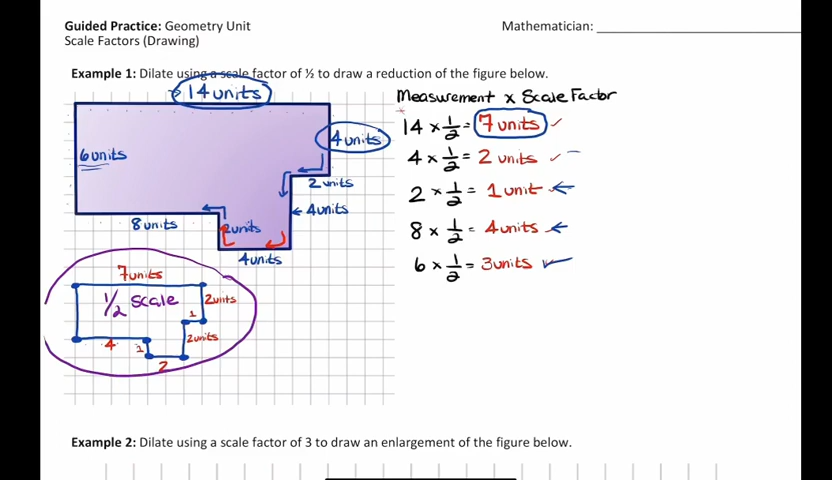 Guided Practice: Geometry Unit
Mathematician:
Scale Factors (Drawing)
Example 1: Dilate using a scale factor of ½ to draw a reduction of the figure below.
14 units
4 units
6 units
2 units
8 units
2 units
4 units
4 units
Measurement x Scale Factor
14 x 1/2 = 7 units
4 x 1/2 = 2 units
2 x 1/2 = 1 unit
8 x 1/2 = 4 units
6 x 1/2 = 3 units
7 units
1/2 scale
2 units
1
2 units
4
1
2
Example 2: Dilate using a scale factor of 3 to draw an enlargement of the figure below.